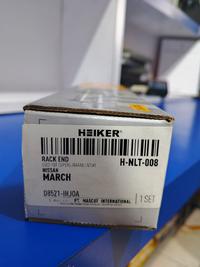 HEIKER®
RACK END
H-NLT-008
NISSAN
MARCH
D8521-1HJ0A
1 SET
PT. MASCOT INTERNATIONAL